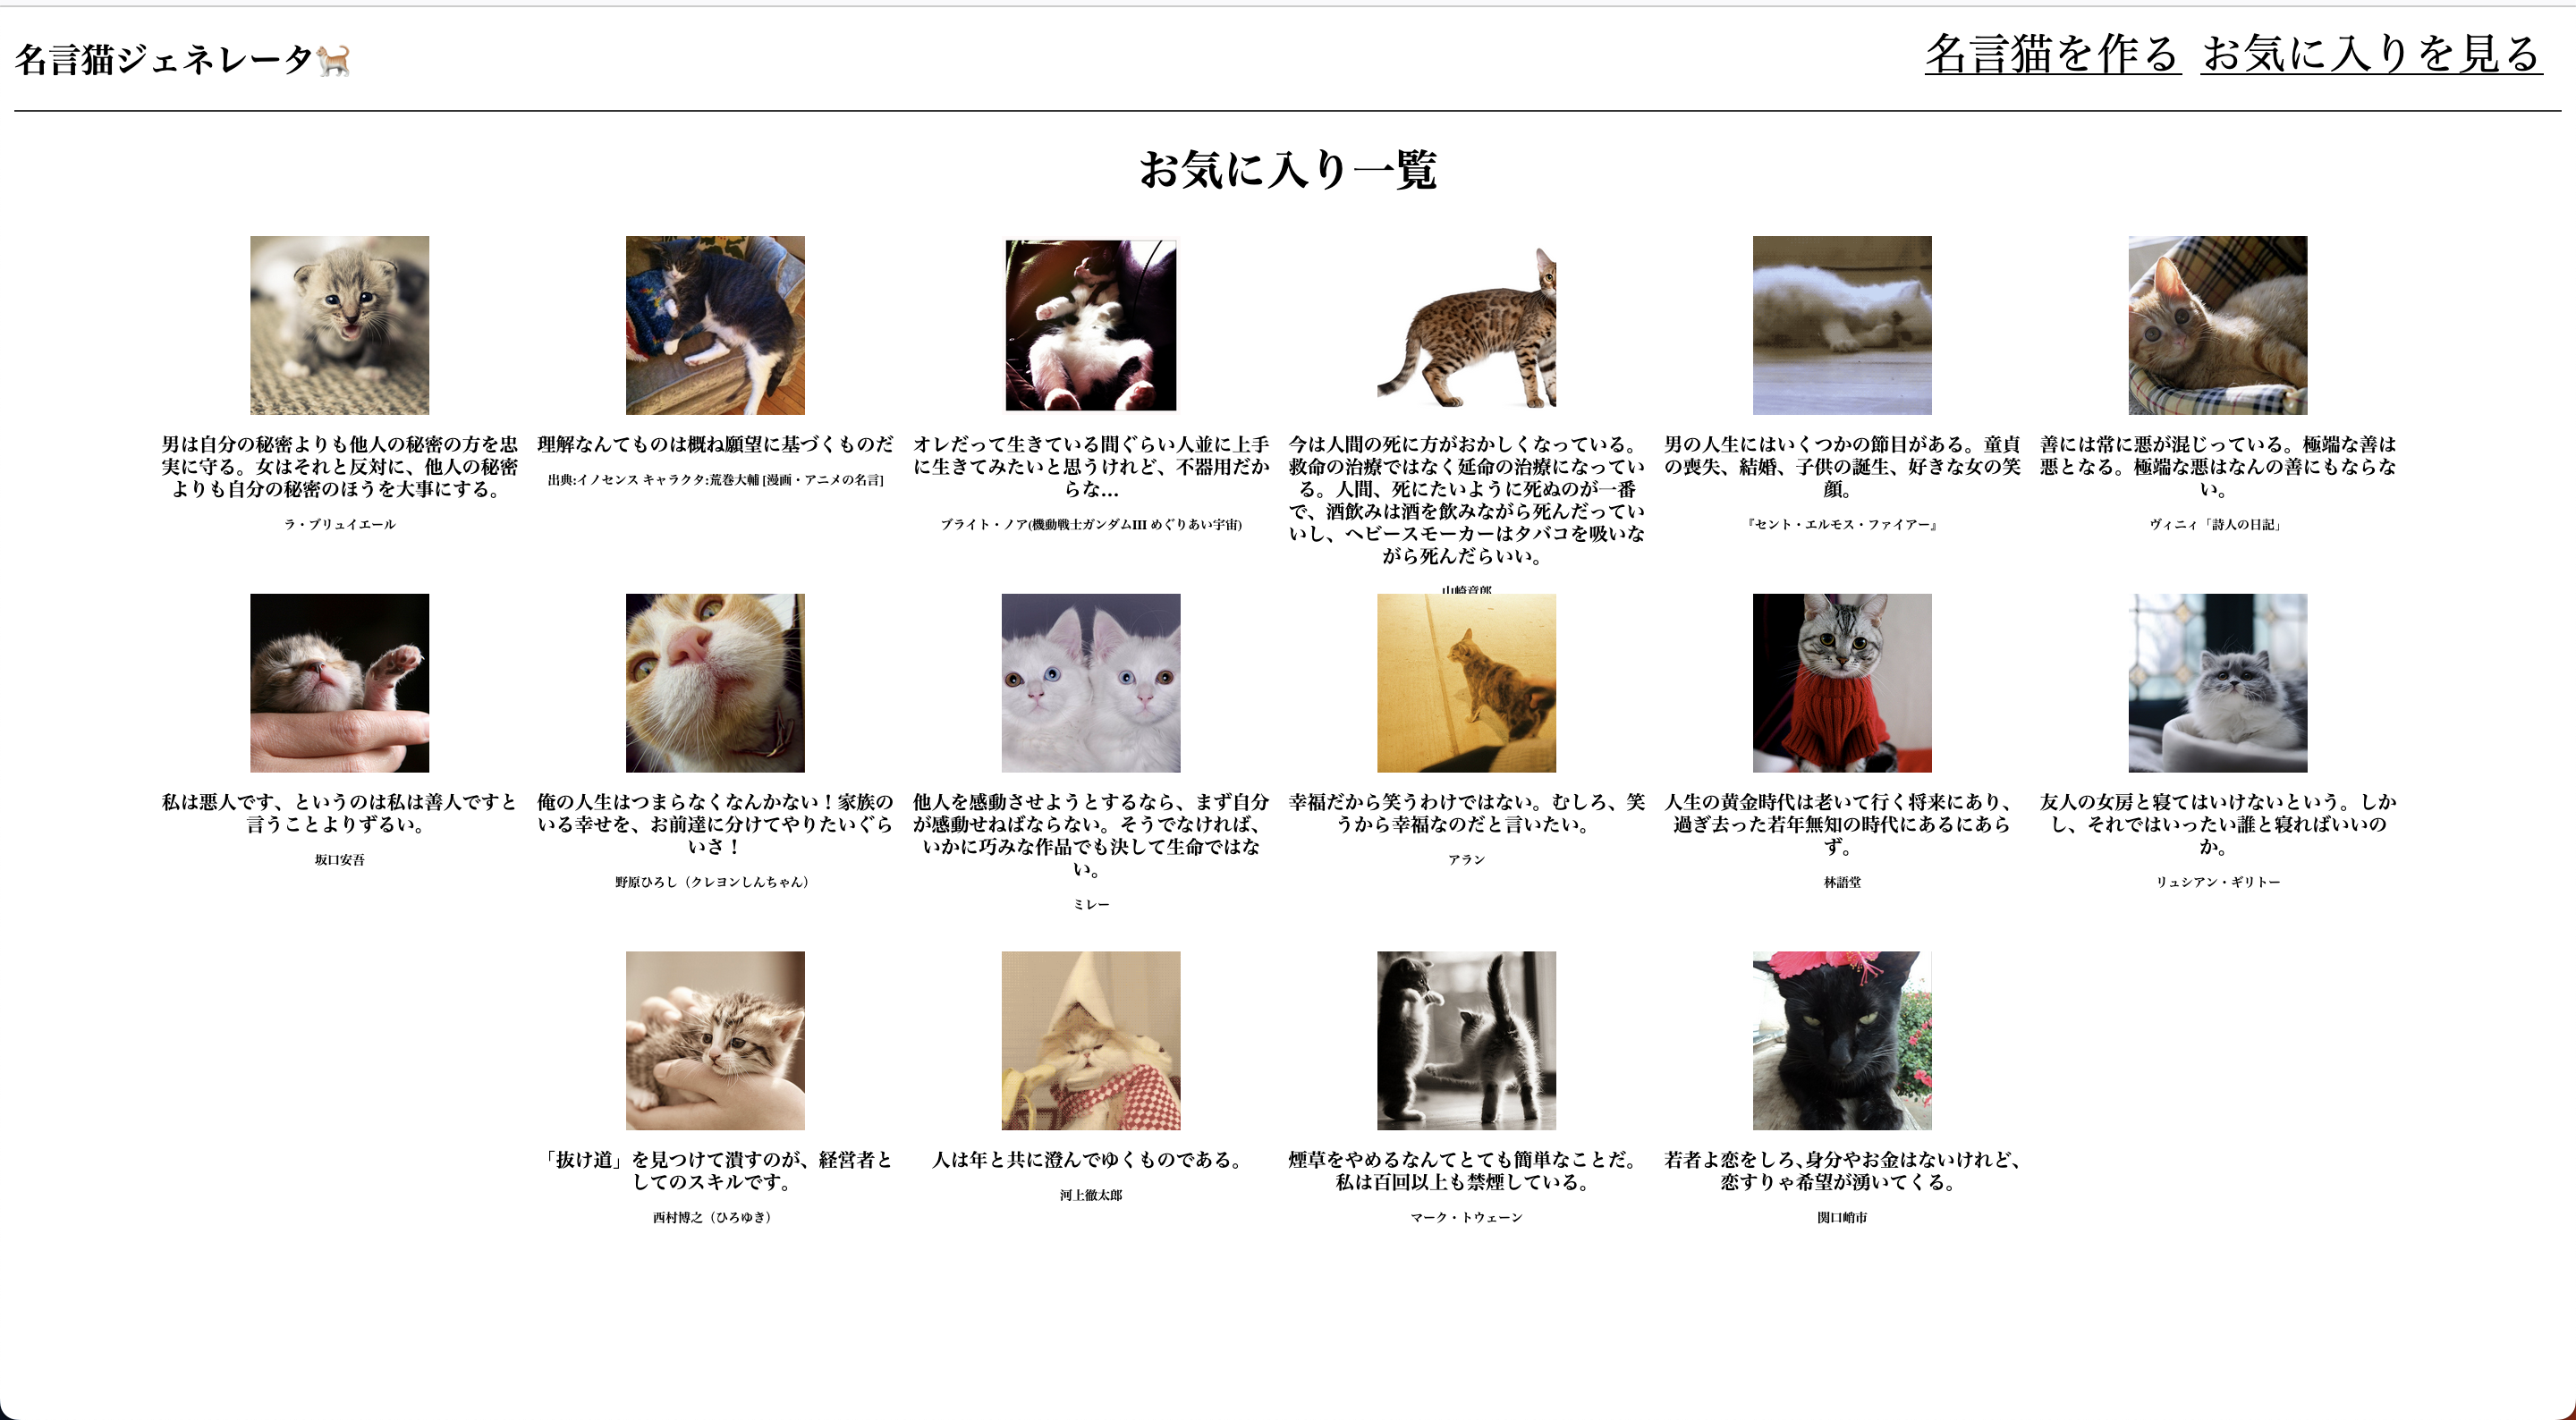 名言猫ジェネレータ
名言猫を作る お気に入りを見る
お気に入り一覧
男は自分の秘密よりも他人の秘密の方を忠
実に守る。女はそれと反対に、他人の秘密
よりも自分の秘密のほうを大事にする。
ラ・ブリュイエール
理解なんてものは概ね願望に基づくものだ
出典:イノセンス キャラクタ:荒巻大輔 [漫画・アニメの名言]
オレだって生きている間ぐらい人並に上手
に生きてみたいと思うけれど、不器用だか
らな…
ブライト・ノア(機動戦士ガンダムIII めぐりあい宇宙)
今は人間の死に方がおかしくなっている。
救命の治療ではなく延命の治療になってい
る。人間、死にたいように死ぬのが一番
で、酒飲みは酒を飲みながら死んだってい
いし、ヘビースモーカーはタバコを吸いな
がら死んだらいい。
山崎章郎
男の人生にはいくつかの節目がある。童貞
の喪失、結婚、子供の誕生、好きな女の笑
顔。
『セント・エルモス・ファイアー』
善には常に悪が混じっている。極端な善は
悪となる。極端な悪はなんの善にもならな
い。
ヴィニィ「詩人の日記」
私は悪人です、というのは私は善人ですと
言うことよりずるい。
坂口安吾
俺の人生はつまらなくなんかない！家族の
いる幸せを、お前達に分けてやりたいぐら
いさ！
野原ひろし（クレヨンしんちゃん）
他人を感動させようとするなら、まず自分
が感動せねばならない。そうでなければ、
いかに巧みな作品でも決して生命ではな
い。
ミレー
幸福だから笑うわけではない。むしろ、笑
うから幸福なのだと言いたい。
アラン
人生の黄金時代は老いて行く将来にあり、
過ぎ去った若年無知の時代にあるにあら
ず。
林語堂
友人の女房と寝てはいけないという。しか
し、それではいったい誰と寝ればいいの
か。
リュシアン・ギリトー
「抜け道」を見つけて潰すのが、経営者と
してのスキルです。
西村博之（ひろゆき）
人は年と共に澄んでゆくものである。
河上徹太郎
煙草をやめるなんてとても簡単なことだ。
私は百回以上も禁煙している。
マーク・トウェーン
若者よ恋をしろ､身分やお金はないけれど、
恋すりゃ希望が湧いてくる。
関口峭市